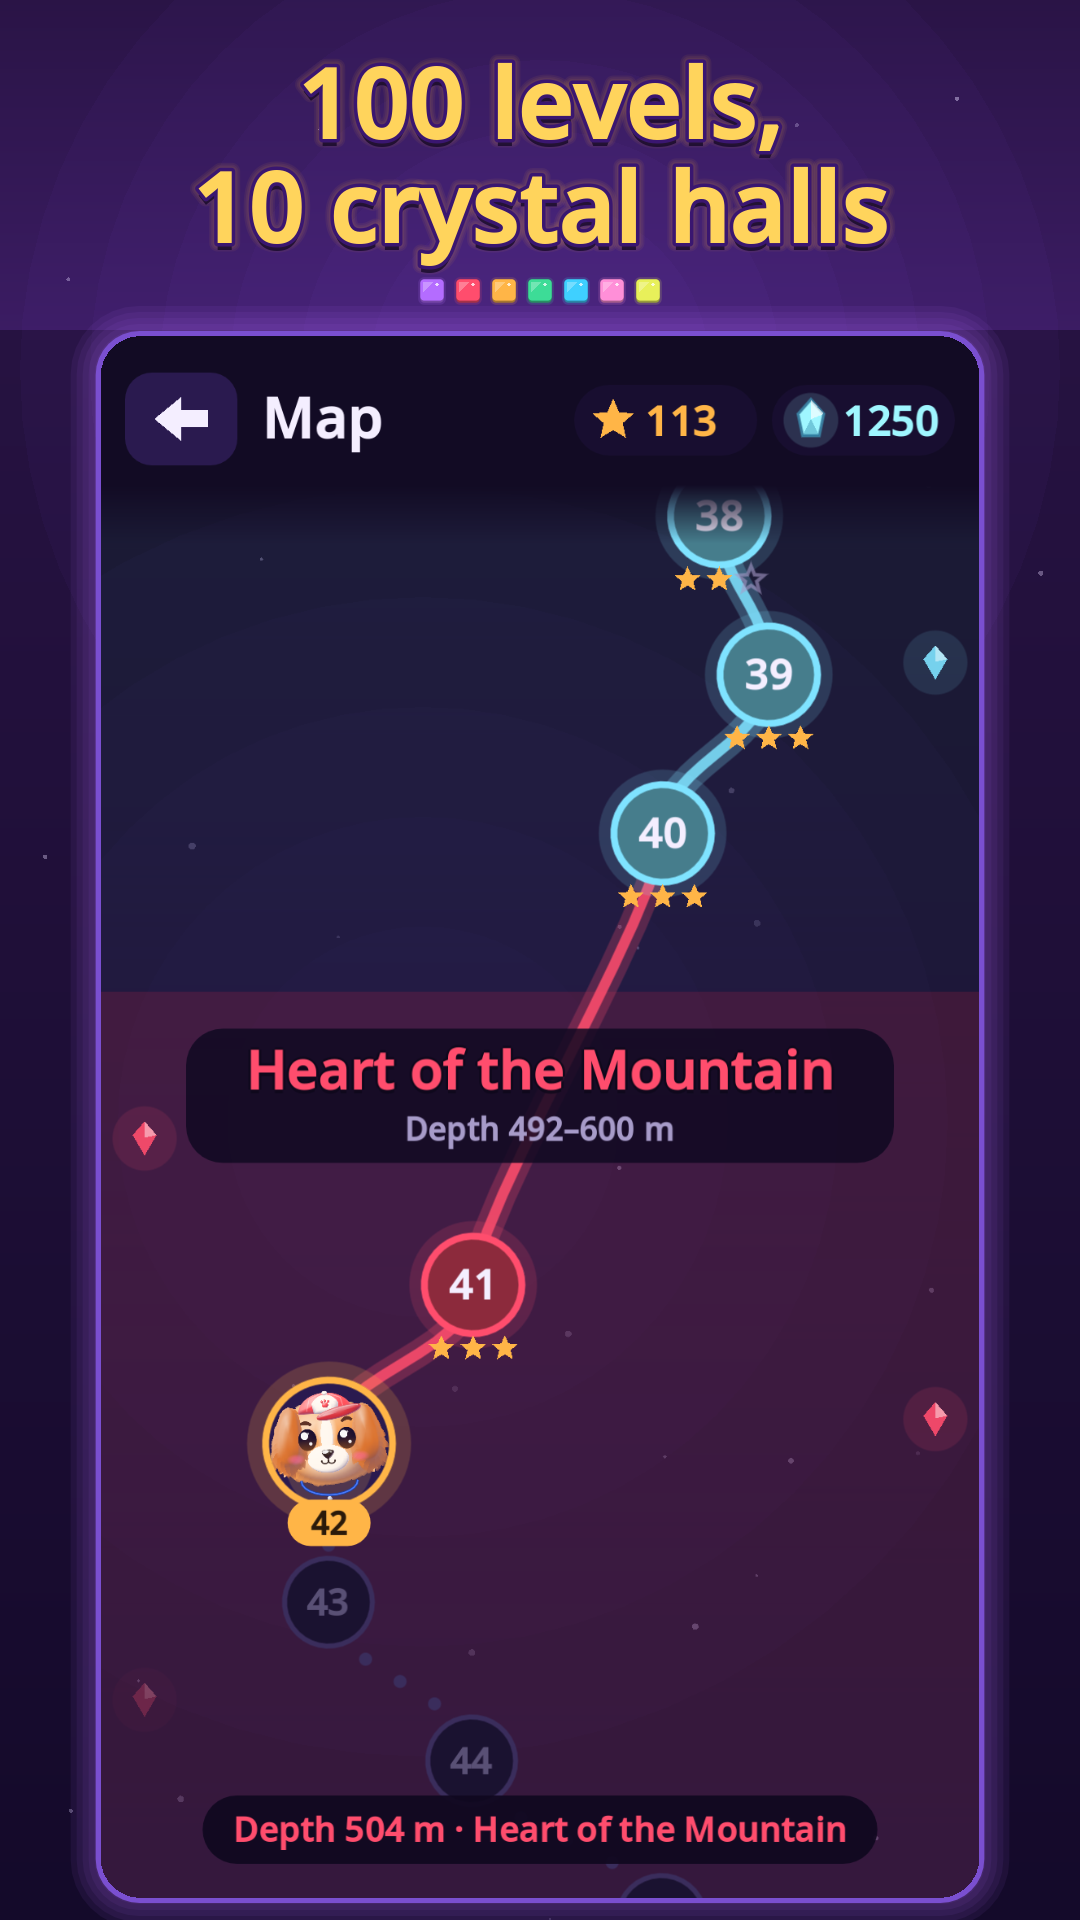 100 levels,
10 crystal halls
Map
113
1250
38
39
40
Heart of the Mountain
Depth 492–600 m
41
42
43
44
Depth 504 m · Heart of the Mountain